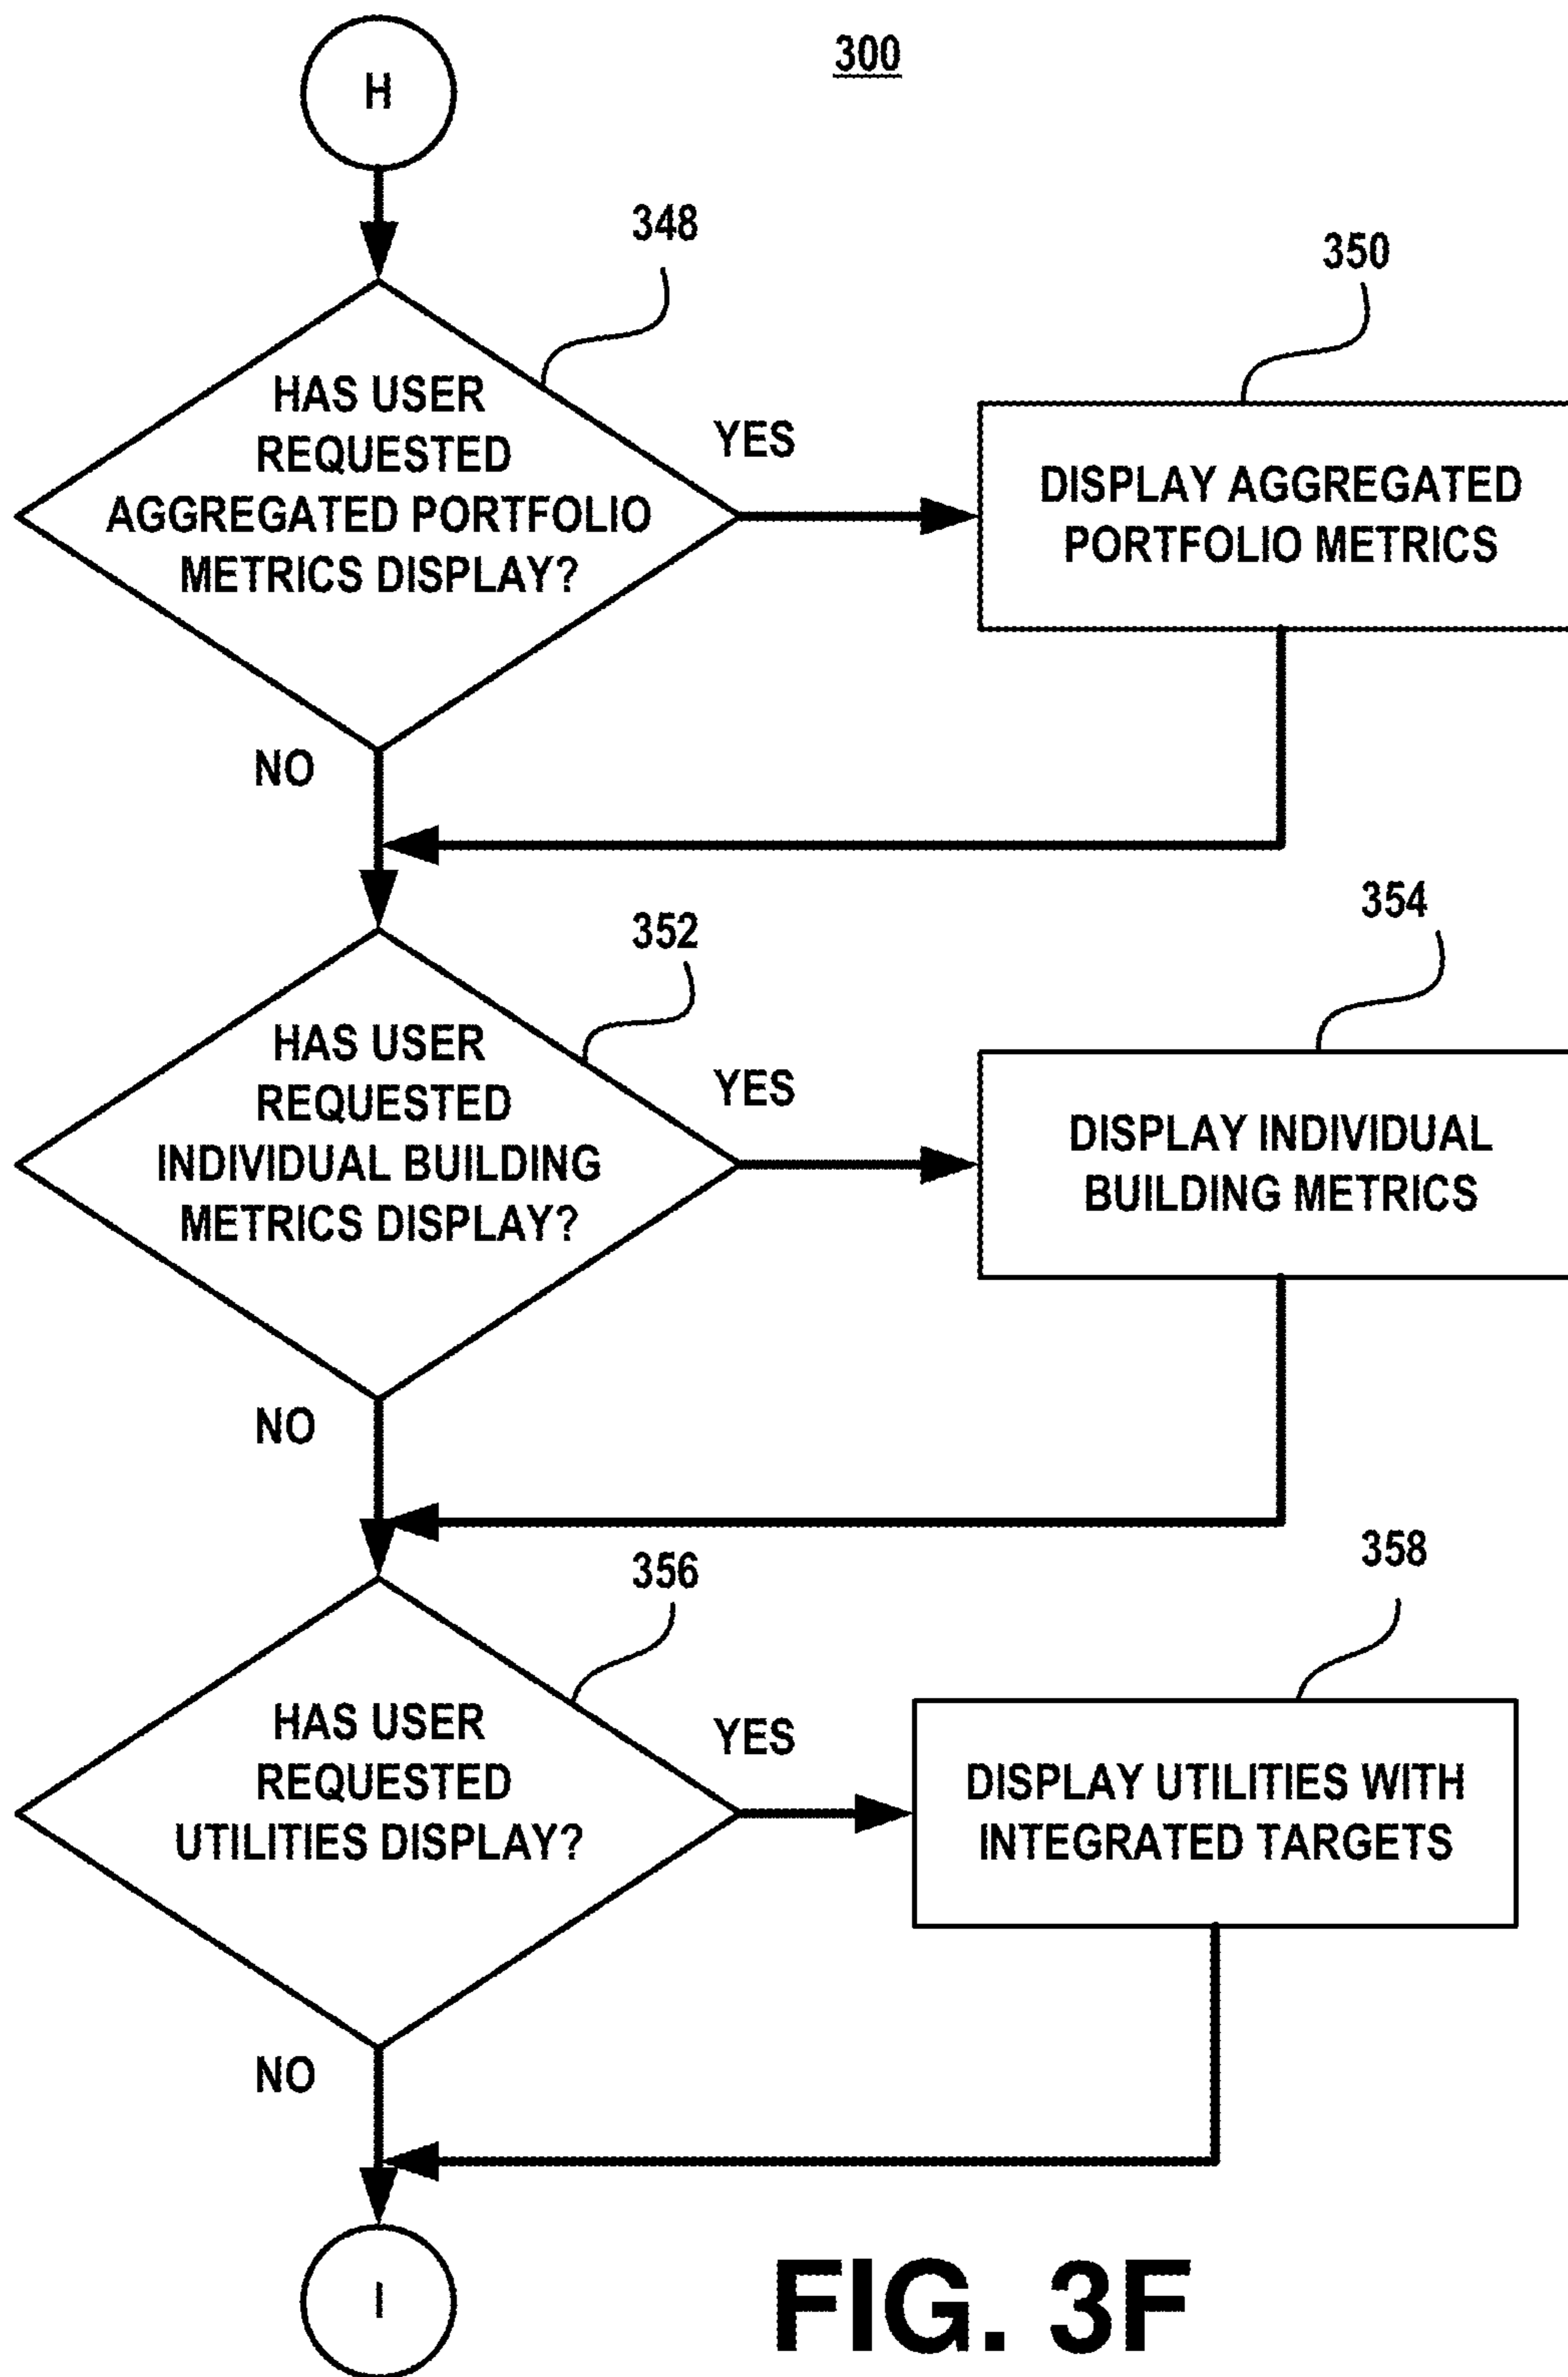 H
300
348
350
HAS USER
REQUESTED
AGGREGATED PORTFOLIO
METRICS DISPLAY?
YES
DISPLAY AGGREGATED
PORTFOLIO METRICS
NO
352
354
HAS USER
REQUESTED
INDIVIDUAL BUILDING
METRICS DISPLAY?
YES
DISPLAY INDIVIDUAL
BUILDING METRICS
NO
356
358
HAS USER
REQUESTED
UTILITIES DISPLAY?
YES
DISPLAY UTILITIES WITH
INTEGRATED TARGETS
NO
I
FIG. 3F